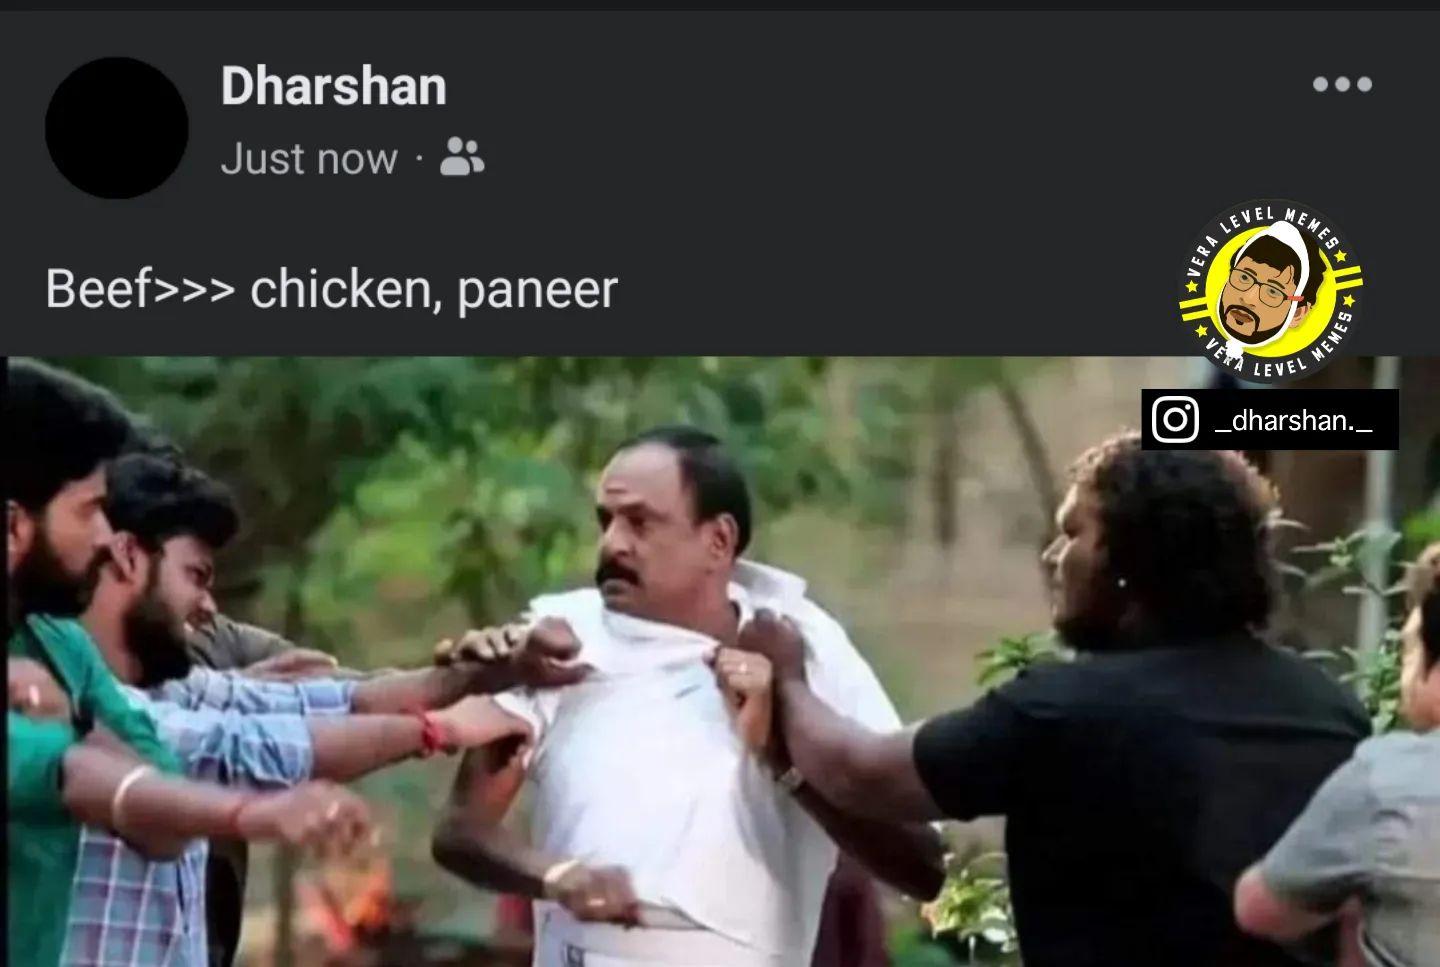 Dharshan
Just now ·
Beef>>> chicken, paneer
VERA LEVEL MEMES
VERA LEVEL MEMES
_dharshan._